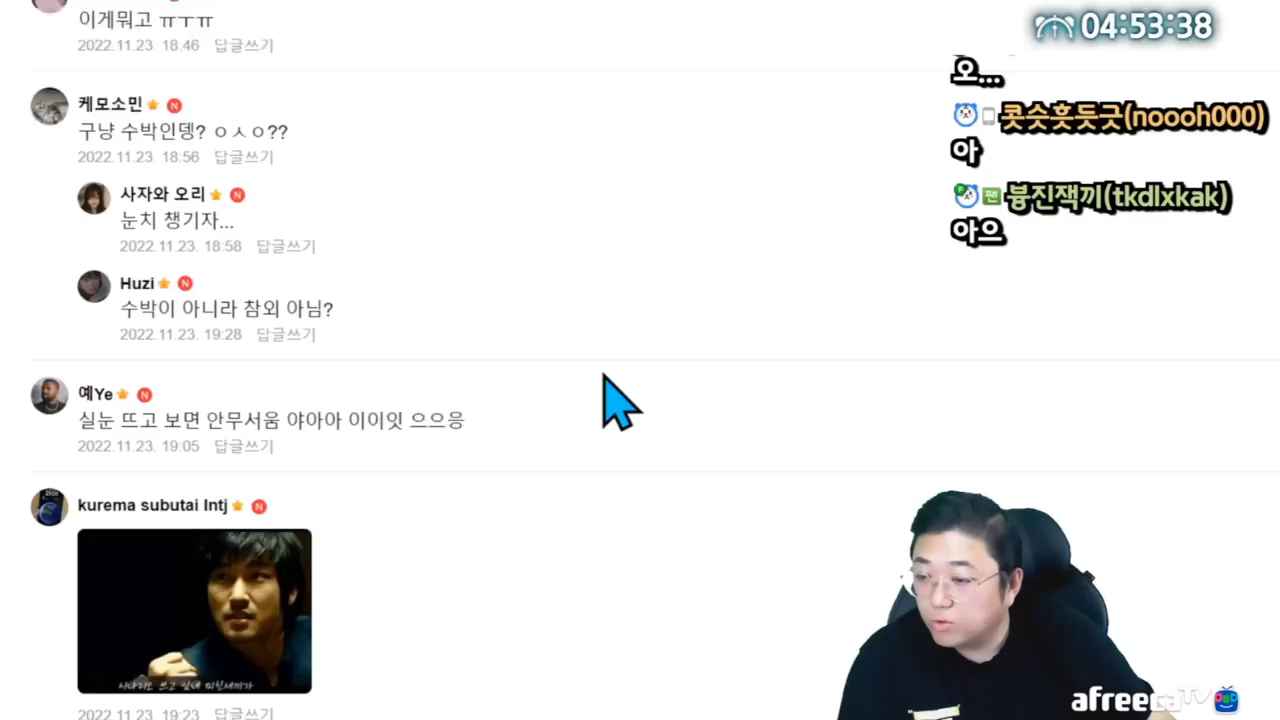 이게뭐고 ㅠㅜㅠ
2022.11.23. 18:46 답글쓰기
케모소민
구냥 수박인뎅? ㅇㅅㅇ??
2022.11.23. 18:56 답글쓰기
사자와 오리
눈치 챙기자...
2022.11.23. 18:58 답글쓰기
Huzi
수박이 아니라 참외 아님?
2022.11.23. 19:28 답글쓰기
예Ye
실눈 뜨고 보면 안무서움 야아아 이이잇 으으응
2022.11.23. 19:05 답글쓰기
kurema subutai Intj
2022.11.23. 19:23 답글쓰기
04:53:38
오...
콧슷흣듯긋(noooh000)
아
팬 뷰웅진잭끼(tkdlxkak)
아으
afreecaTV